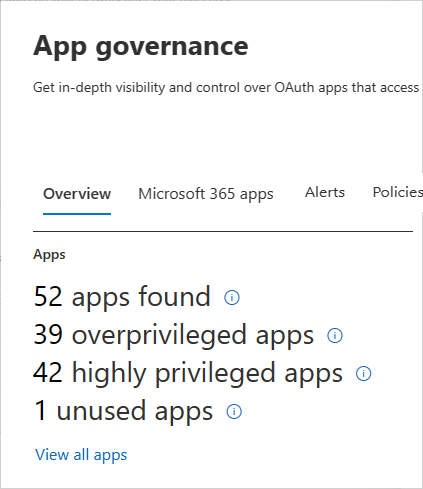 App governance
Get in-depth visibility and control over OAuth apps that access
Overview Microsoft 365 apps Alerts Policies
Apps
52 apps found
39 overprivileged apps
42 highly privileged apps
1 unused apps
View all apps